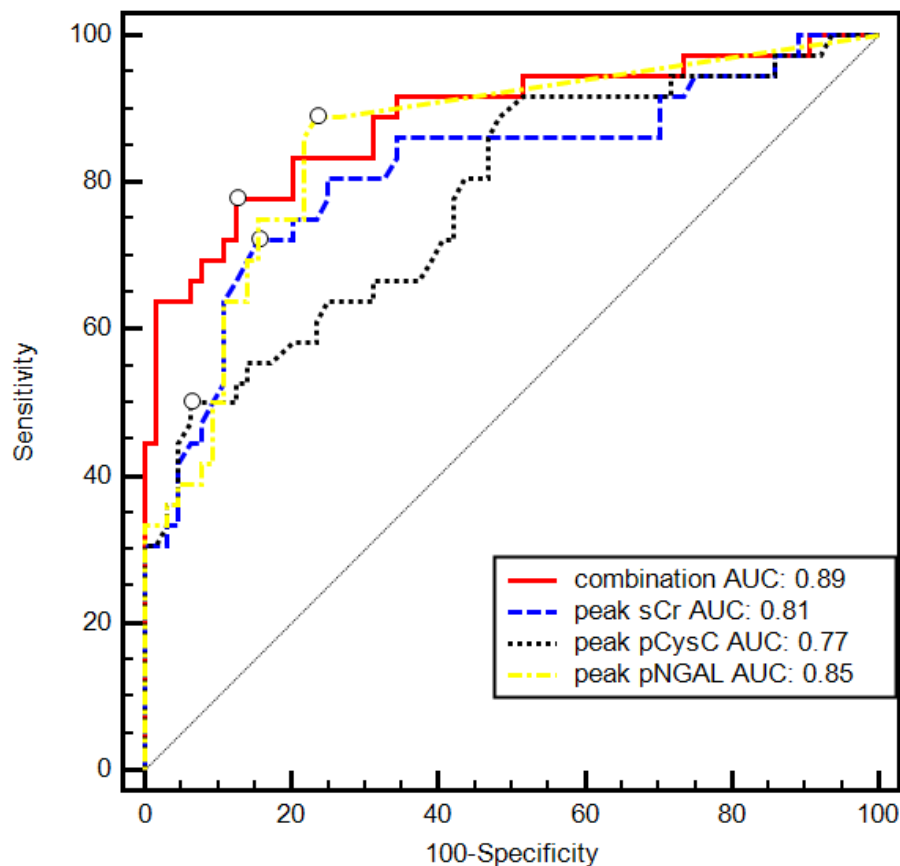 100
80
60
40
20
0
Sensitivity
combination AUC: 0.89
peak sCr AUC: 0.81
peak pCysC AUC: 0.77
peak pNGAL AUC: 0.85
0 20 40 60 80 100
100-Specificity